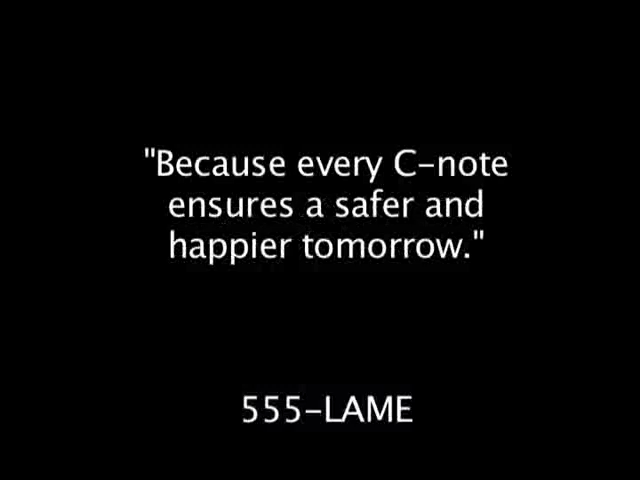 "Because every C-note
ensures a safer and
happier tomorrow."
555-LAME